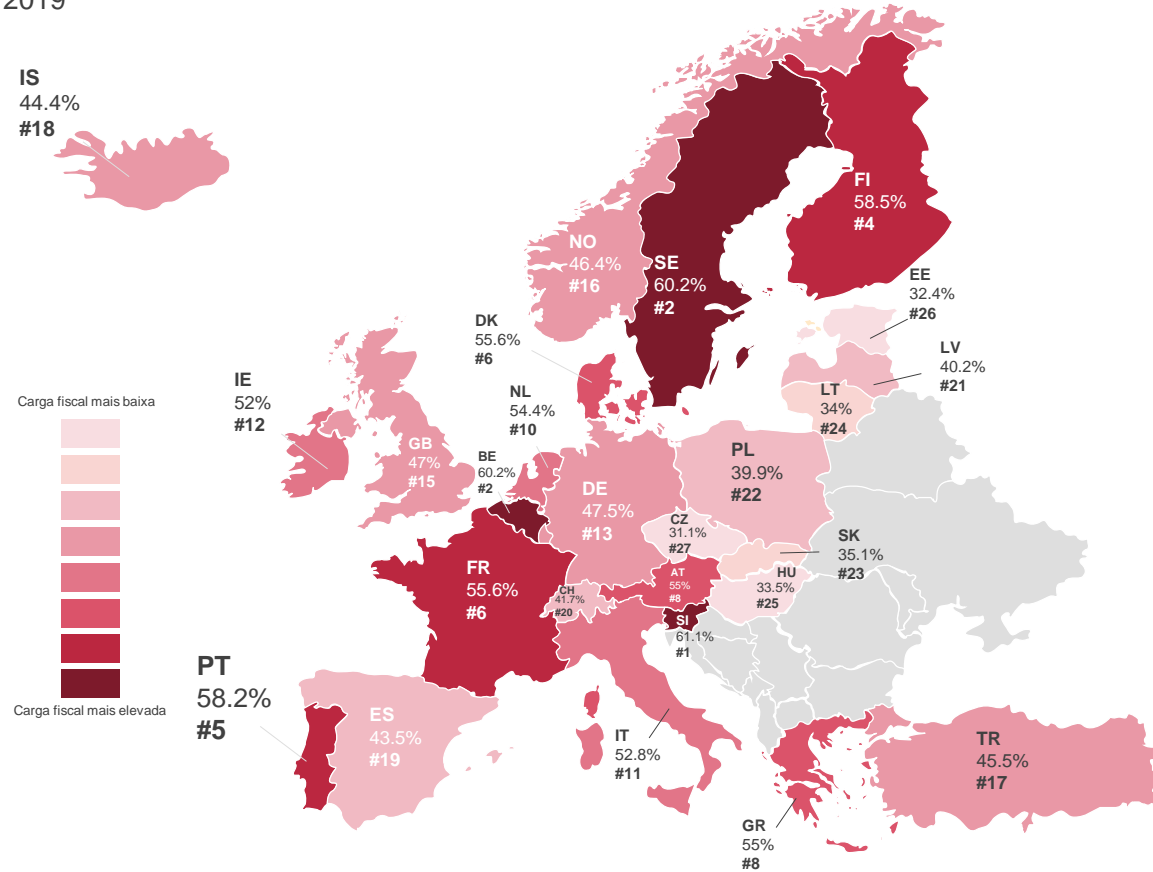 2019
IS
44.4%
#18
FI
58.5%
#4
NO
46.4%
#16
SE
60.2%
#2
EE
32.4%
#26
DK
55.6%
#6
LV
40.2%
#21
IE
52%
#12
NL
54.4%
#10
LT
34%
#24
Carga fiscal mais baixa
GB
47%
#15
BE
60.2%
#2
DE
47.5%
#13
PL
39.9%
#22
CZ
31.1%
#27
SK
35.1%
#23
FR
55.6%
#6
CH
41.7%
#20
AT
55%
#8
HU
33.5%
#25
SI
61.1%
#1
Carga fiscal mais elevada
PT
58.2%
#5
ES
43.5%
#19
IT
52.8%
#11
TR
45.5%
#17
GR
55%
#8